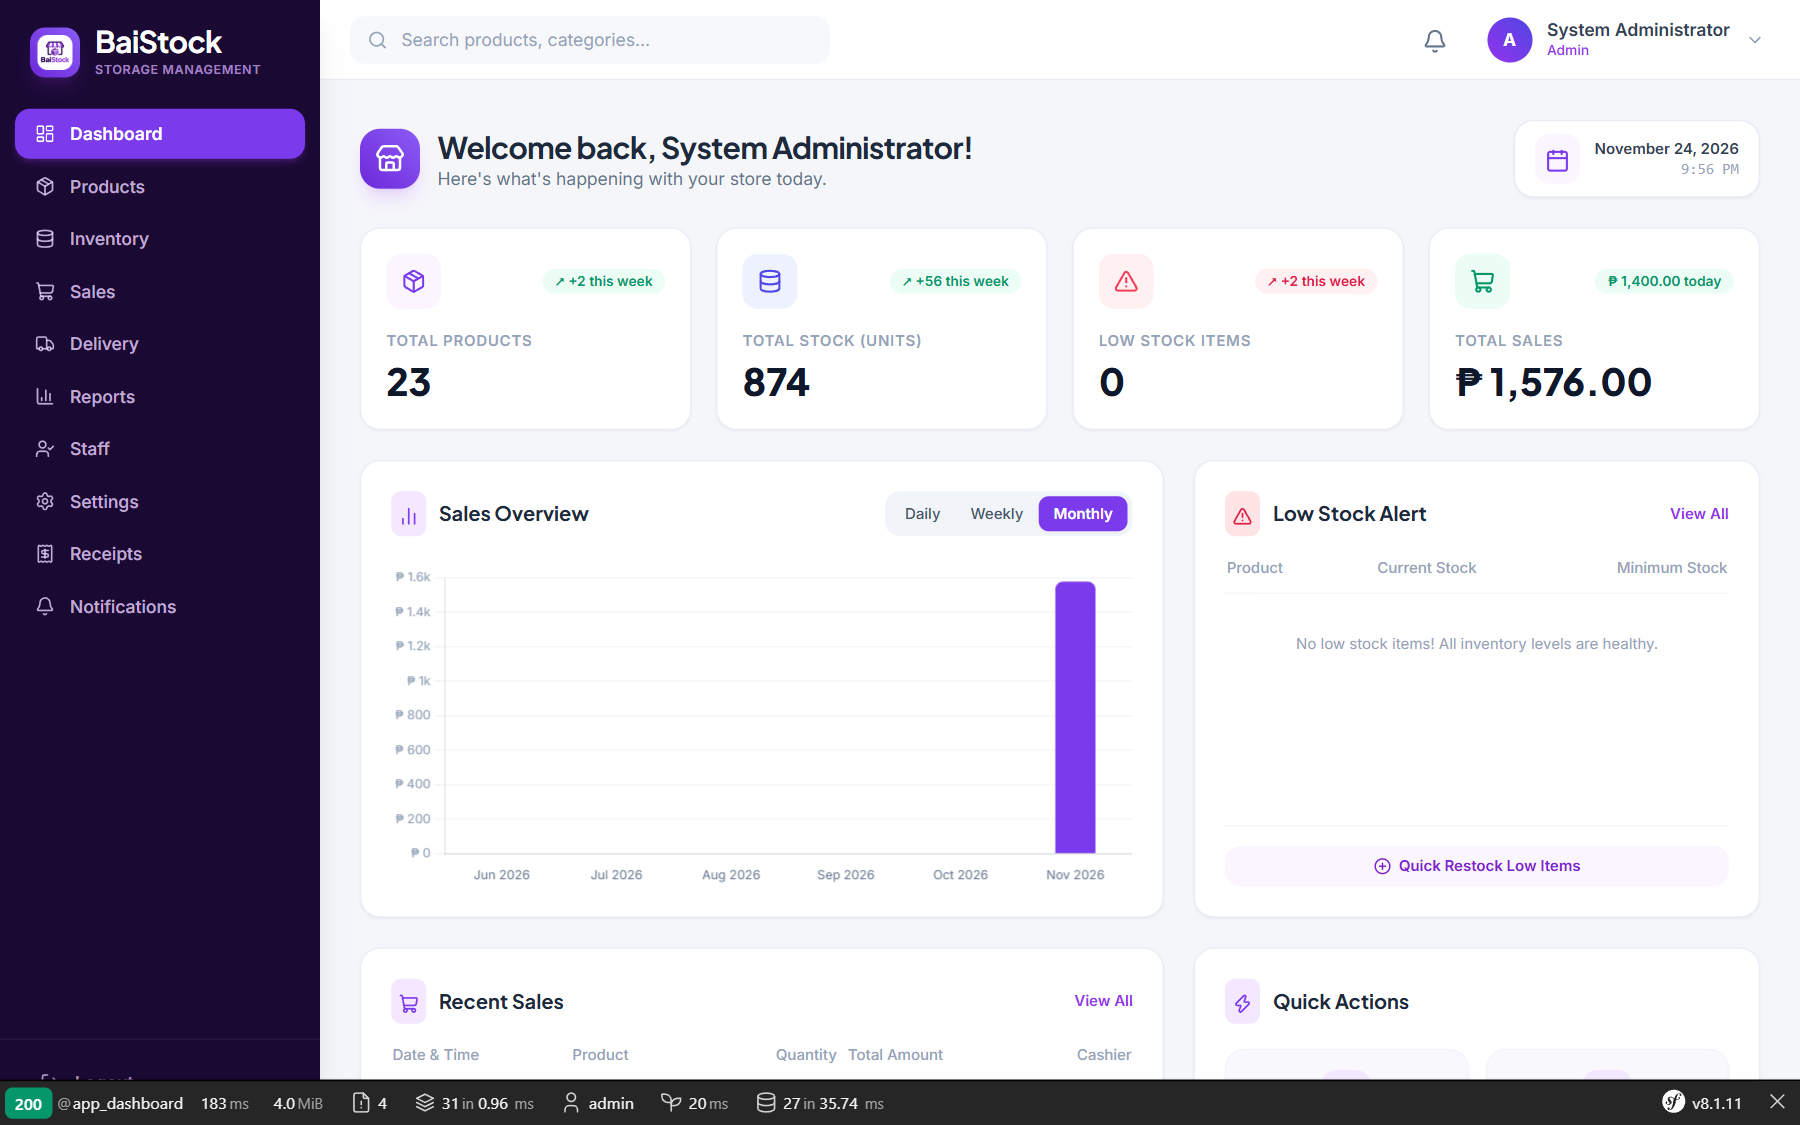 BaiStock
STORAGE MANAGEMENT
BaiStock
Dashboard
Products
Inventory
Sales
Delivery
Reports
Staff
Settings
Receipts
Notifications
Logout
Search products, categories...
A
System Administrator
Admin
Welcome back, System Administrator!
Here's what's happening with your store today.
November 24, 2026
9:56 PM
↗ +2 this week
TOTAL PRODUCTS
23
↗ +56 this week
TOTAL STOCK (UNITS)
874
↗ +2 this week
LOW STOCK ITEMS
0
₱ 1,400.00 today
TOTAL SALES
₱ 1,576.00
Sales Overview
Daily Weekly Monthly
₱ 1.6k
₱ 1.4k
₱ 1.2k
₱ 1k
₱ 800
₱ 600
₱ 400
₱ 200
₱ 0
Jun 2026 Jul 2026 Aug 2026 Sep 2026 Oct 2026 Nov 2026
Low Stock Alert
View All
Product Current Stock Minimum Stock
No low stock items! All inventory levels are healthy.
Quick Restock Low Items
Recent Sales
View All
Date & Time Product Quantity Total Amount Cashier
Quick Actions
200 @app_dashboard 183 ms 4.0 MiB 4 31 in 0.96 ms admin 20 ms 27 in 35.74 ms sf v8.1.11